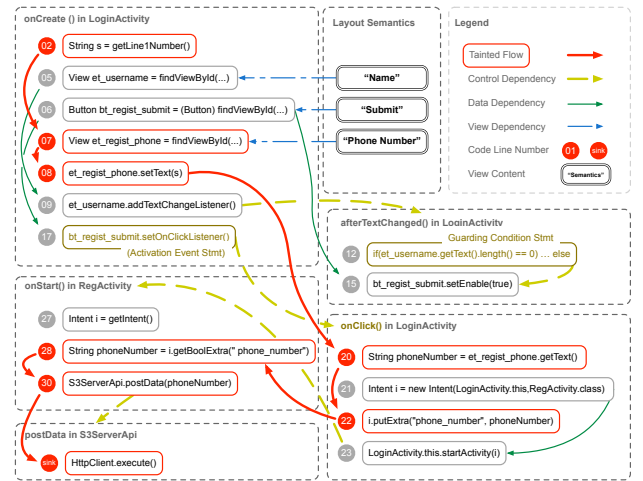 onCreate () in LoginActivity
02 String s = getLine1Number()
05 View et_username = findViewById(...)
06 Button bt_regist_submit = (Button) findViewById(...)
07 View et_regist_phone = findViewById(...)
08 et_regist_phone.setText(s)
09 et_username.addTextChangeListener()
17 bt_regist_submit.setOnClickListener()
(Activation Event Stmt)
Layout Semantics
“Name”
“Submit”
“Phone Number”
Legend
Tainted Flow
Control Dependency
Data Dependency
View Dependency
Code Line Number 01 sink
View Content “Semantics”
afterTextChanged() in LoginActivity
Guarding Condition Stmt
12 if(et_username.getText().length() == 0) ... else
15 bt_regist_submit.setEnable(true)
onStart() in RegActivity
27 Intent i = getIntent()
28 String phoneNumber = i.getBoolExtra(" phone_number")
30 S3ServerApi.postData(phoneNumber)
onClick() in LoginActivity
20 String phoneNumber = et_regist_phone.getText()
21 Intent i = new Intent(LoginActivity.this,RegActivity.class)
22 i.putExtra("phone_number", phoneNumber)
23 LoginActivity.this.startActivity(i)
postData in S3ServerApi
sink HttpClient.execute()